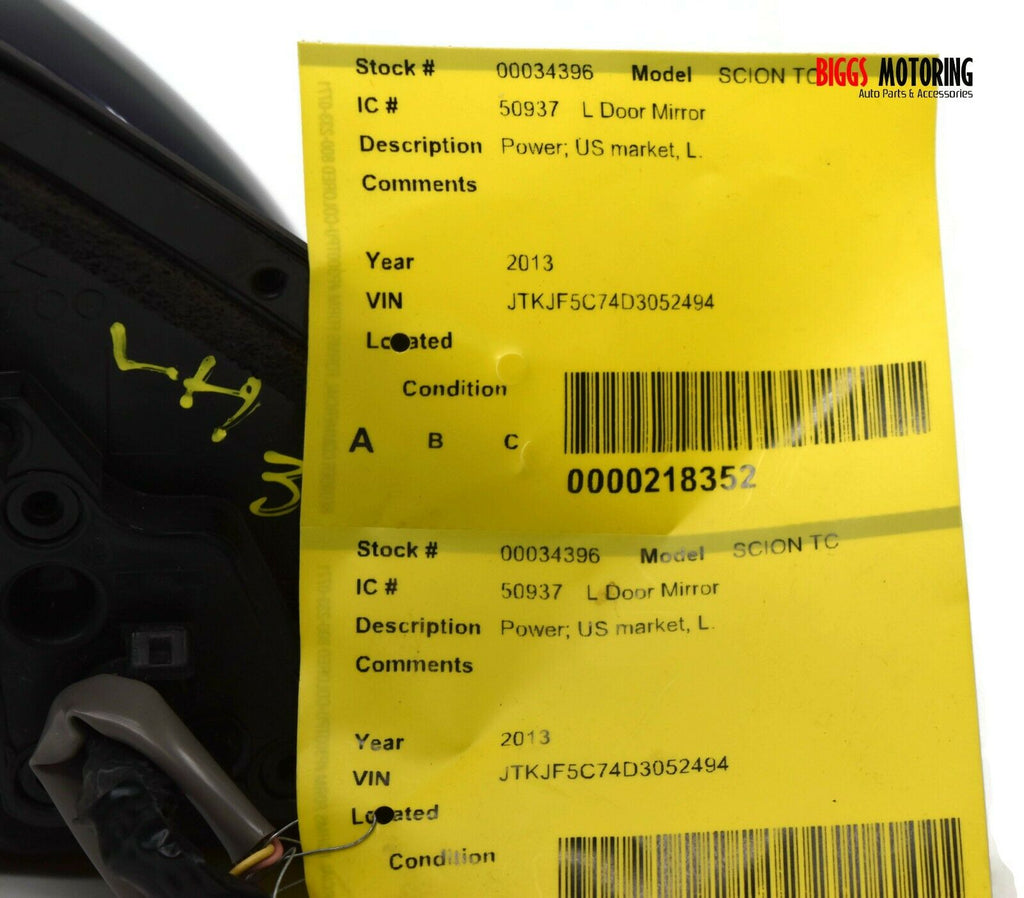 BIGGS MOTORING
Auto Parts & Accessories
Stock # 00034396 Model SCION TC
IC # 50937 L Door Mirror
Description Power; US market, L.
Comments
Year 2013
VIN JTKJF5C74D3052494
Located
Condition
A B C
0000218352
Stock # 00034396 Model SCION TC
IC # 50937 L Door Mirror
Description Power; US market, L.
Comments
Year 2013
VIN JTKJF5C74D3052494
Located
Condition
L-H